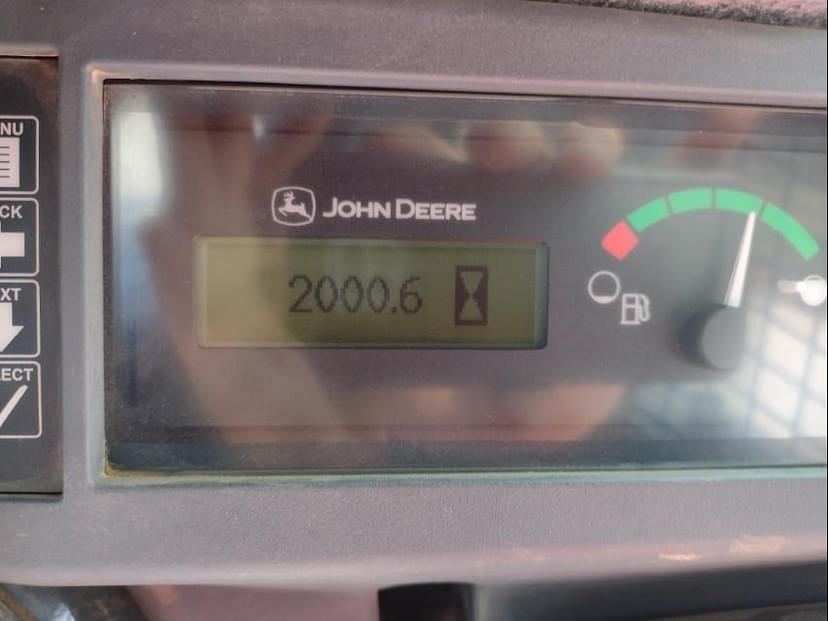 NU
CK
XT
ECT
JOHN DEERE
2000.6